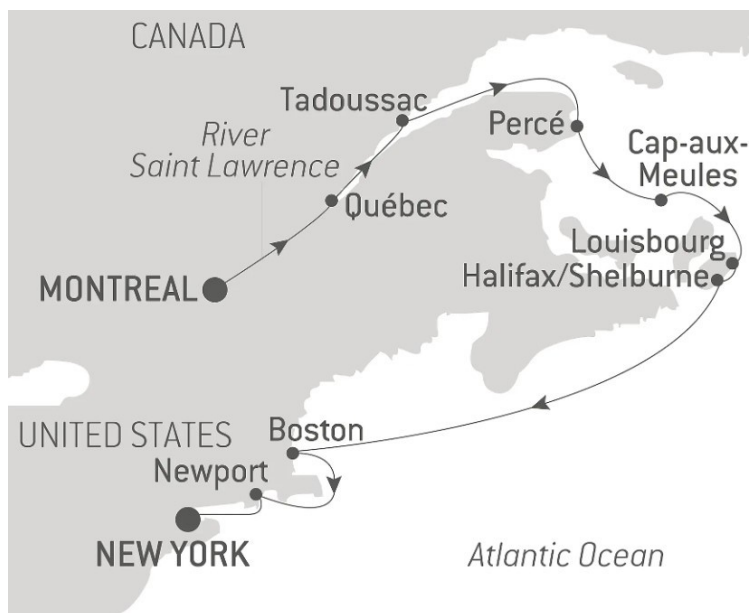 CANADA
Tadoussac
River
Saint Lawrence
Percé
Cap-aux-
Meules
Québec
Louisbourg
Halifax/Shelburne
MONTREAL
UNITED STATES
Boston
Newport
NEW YORK
Atlantic Ocean